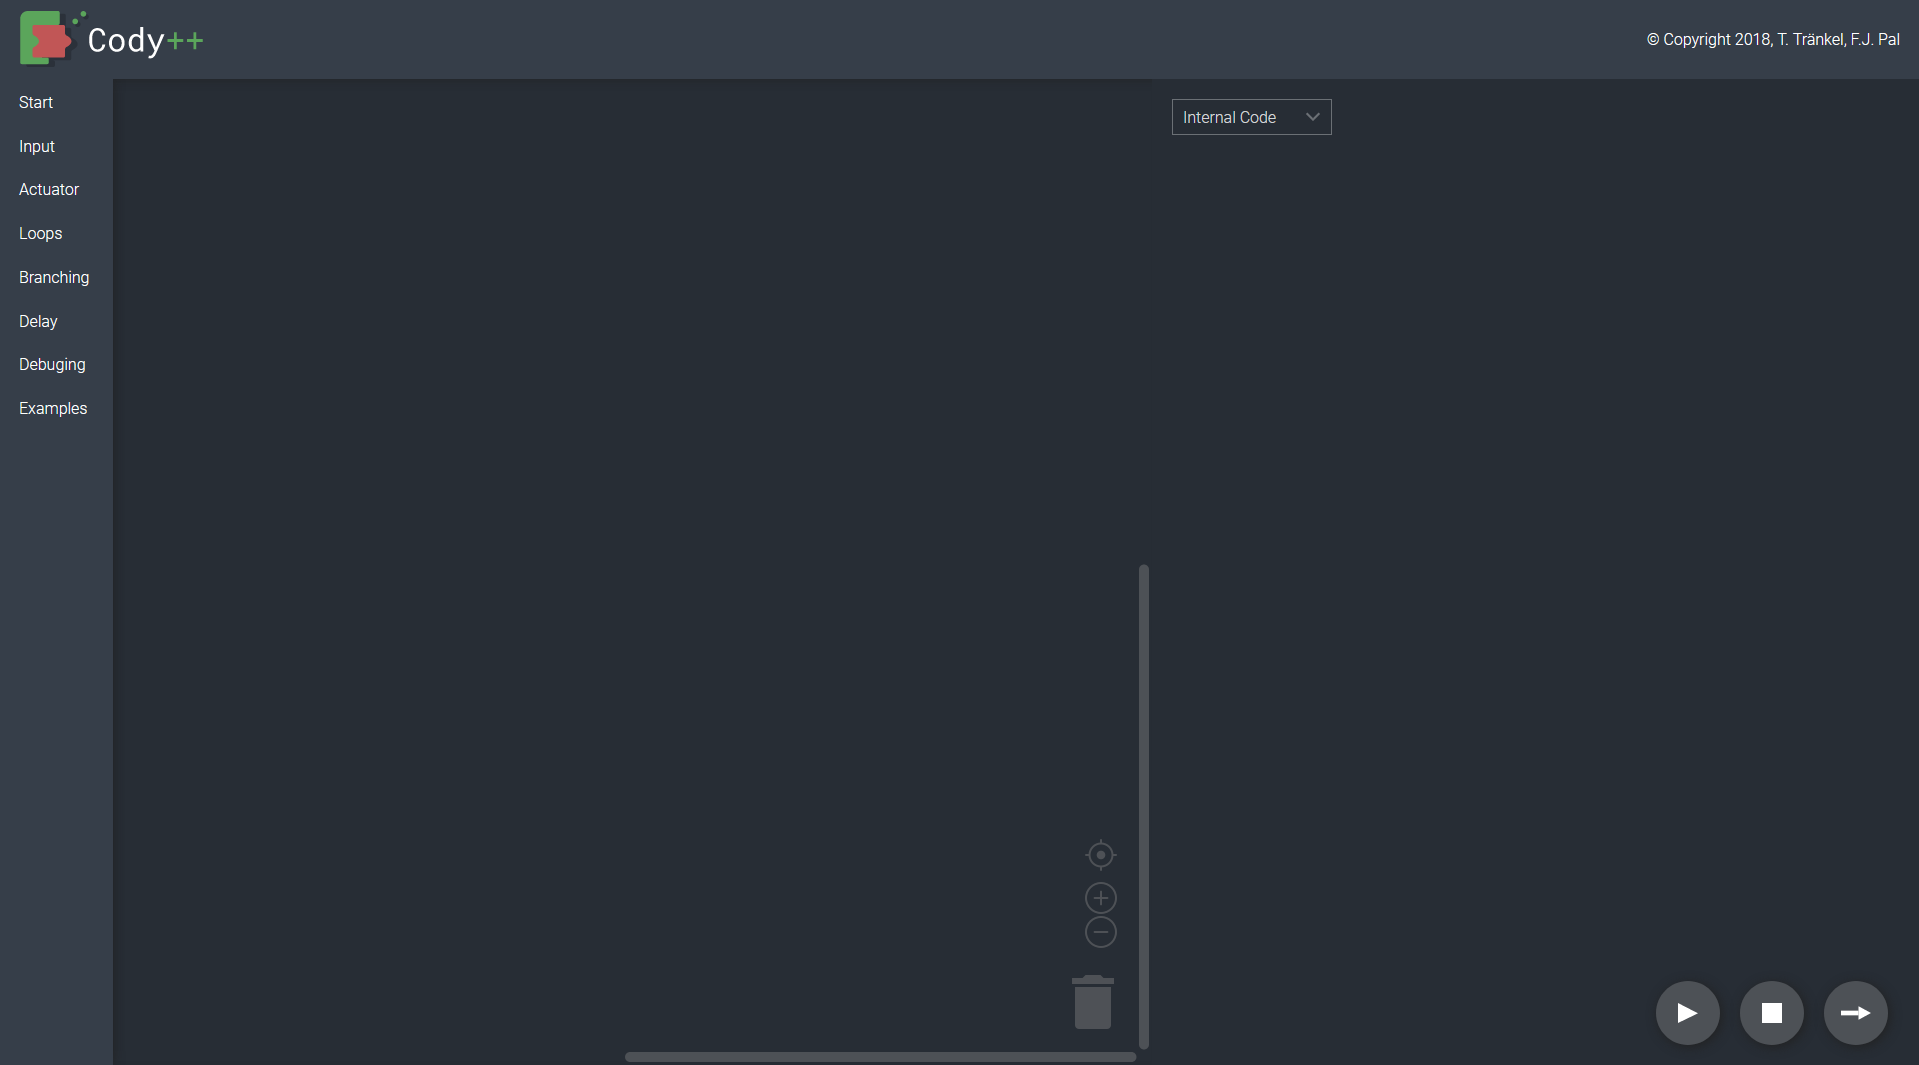 Cody++
© Copyright 2018, T. Tränkel, F.J. Pal
Start
Input
Actuator
Loops
Branching
Delay
Debuging
Examples
Internal Code